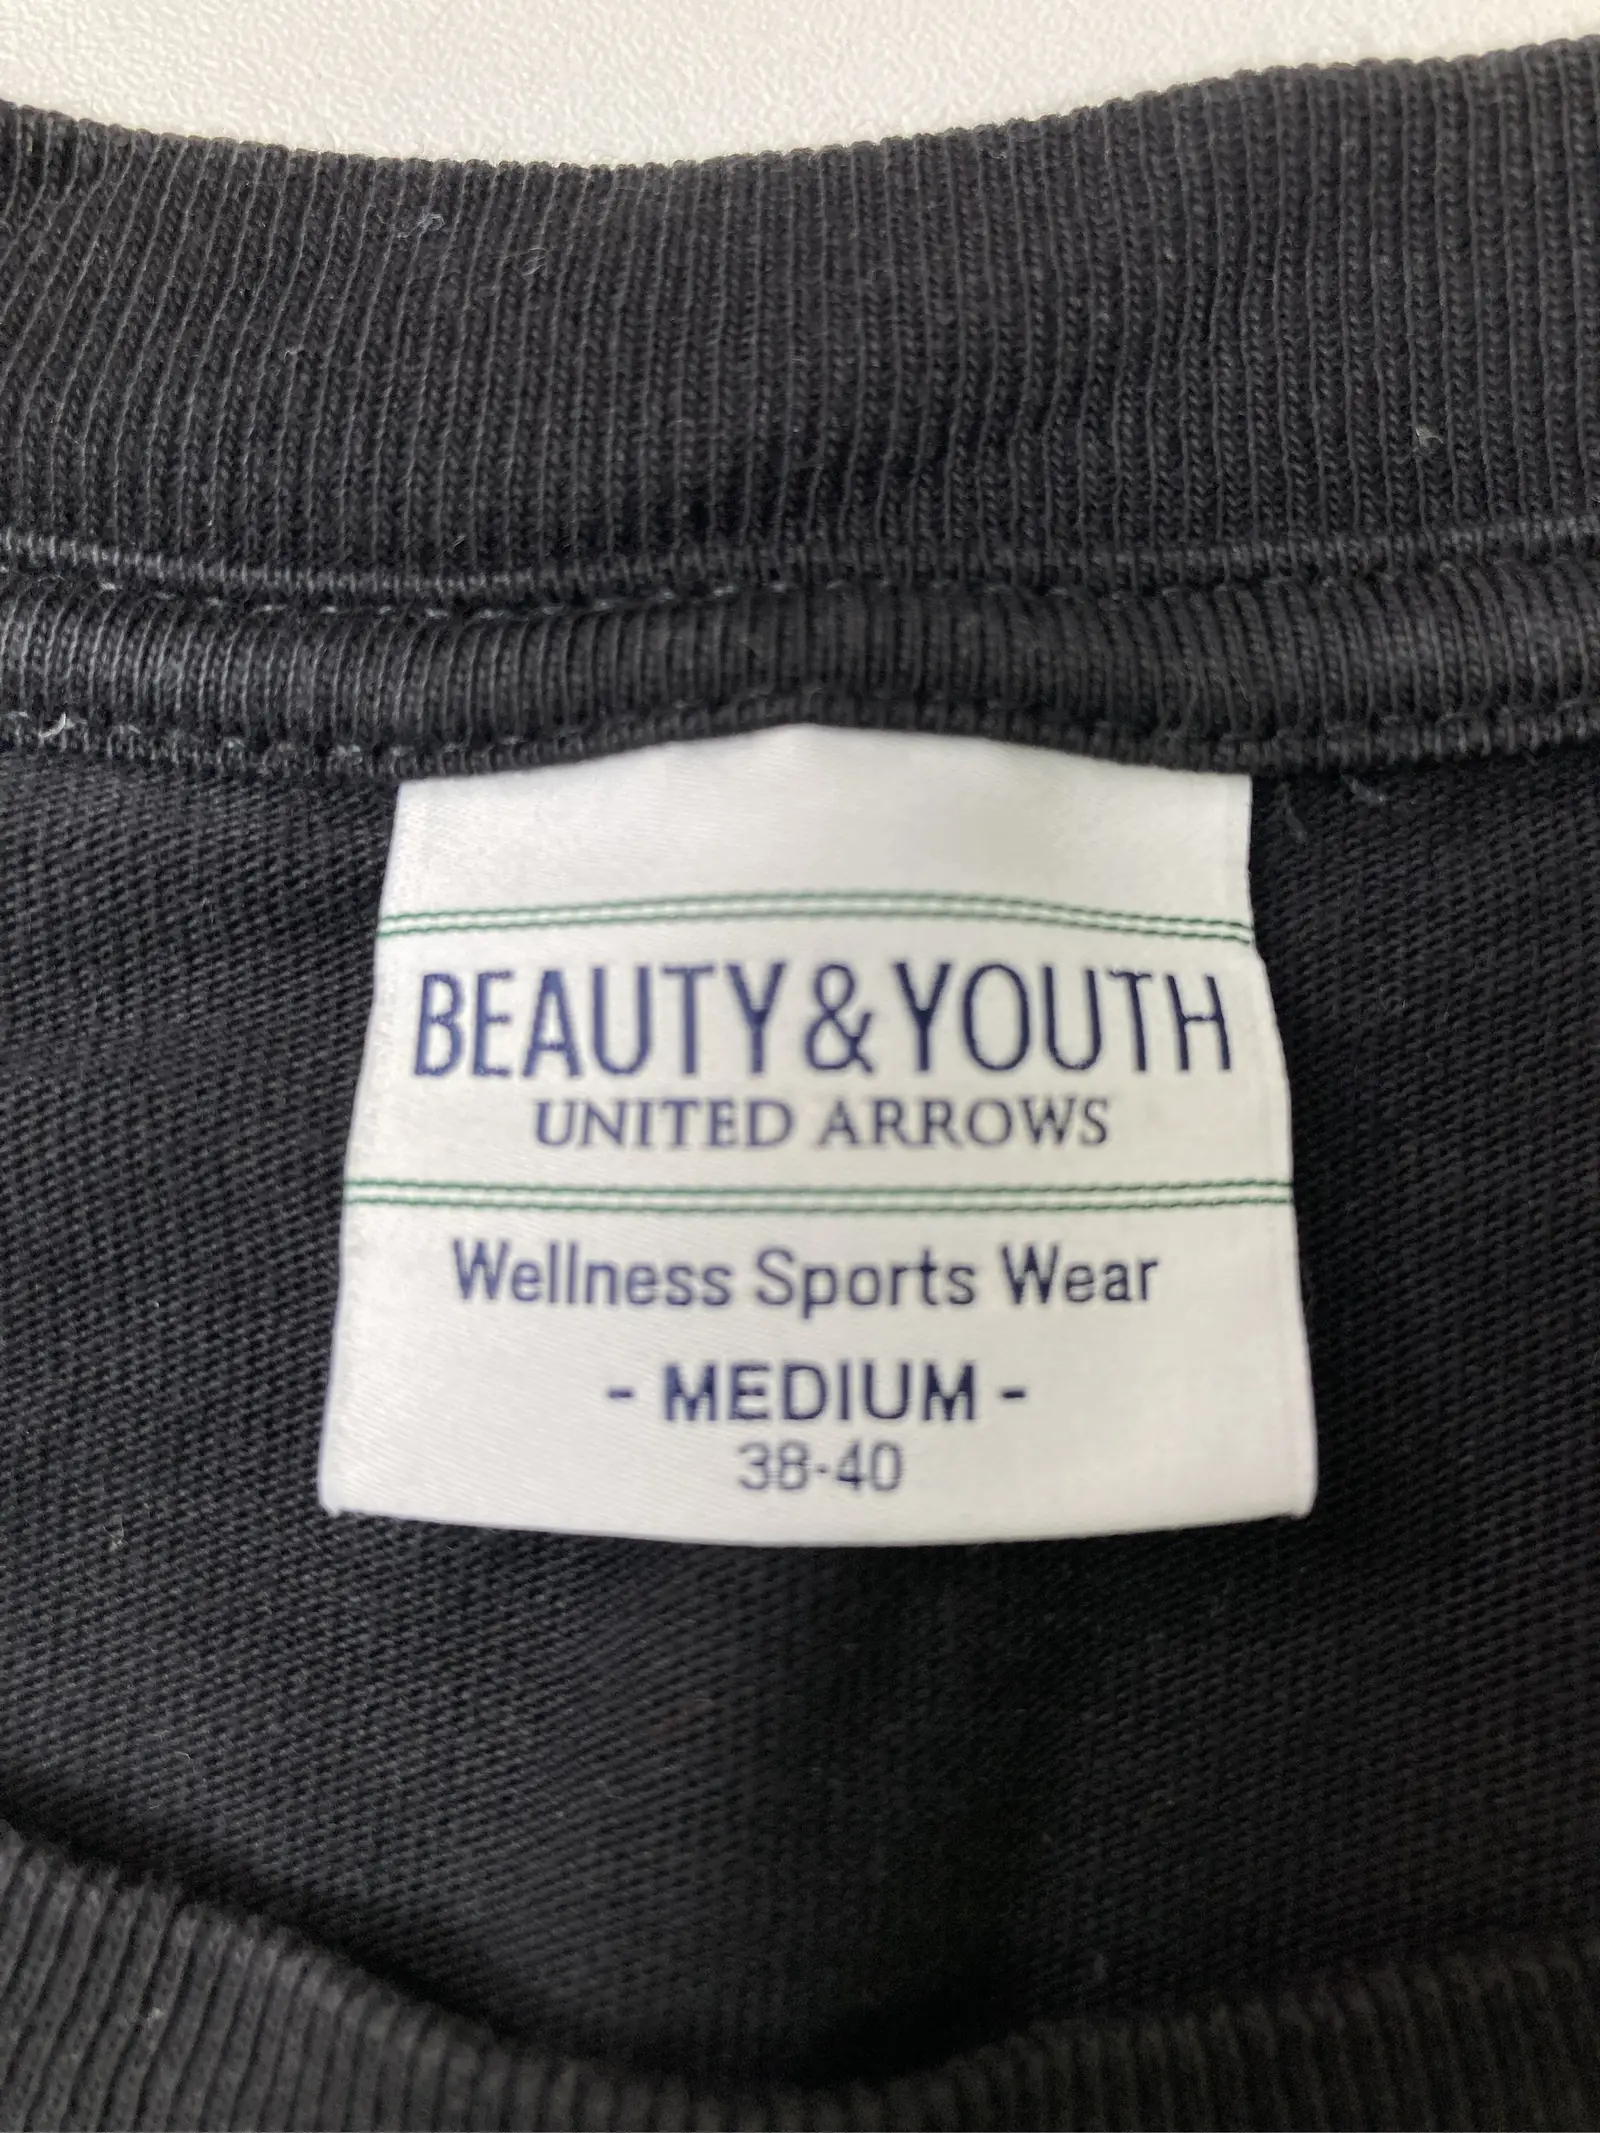 BEAUTY&YOUTH
UNITED ARROWS
Wellness Sports Wear
- MEDIUM -
38-40